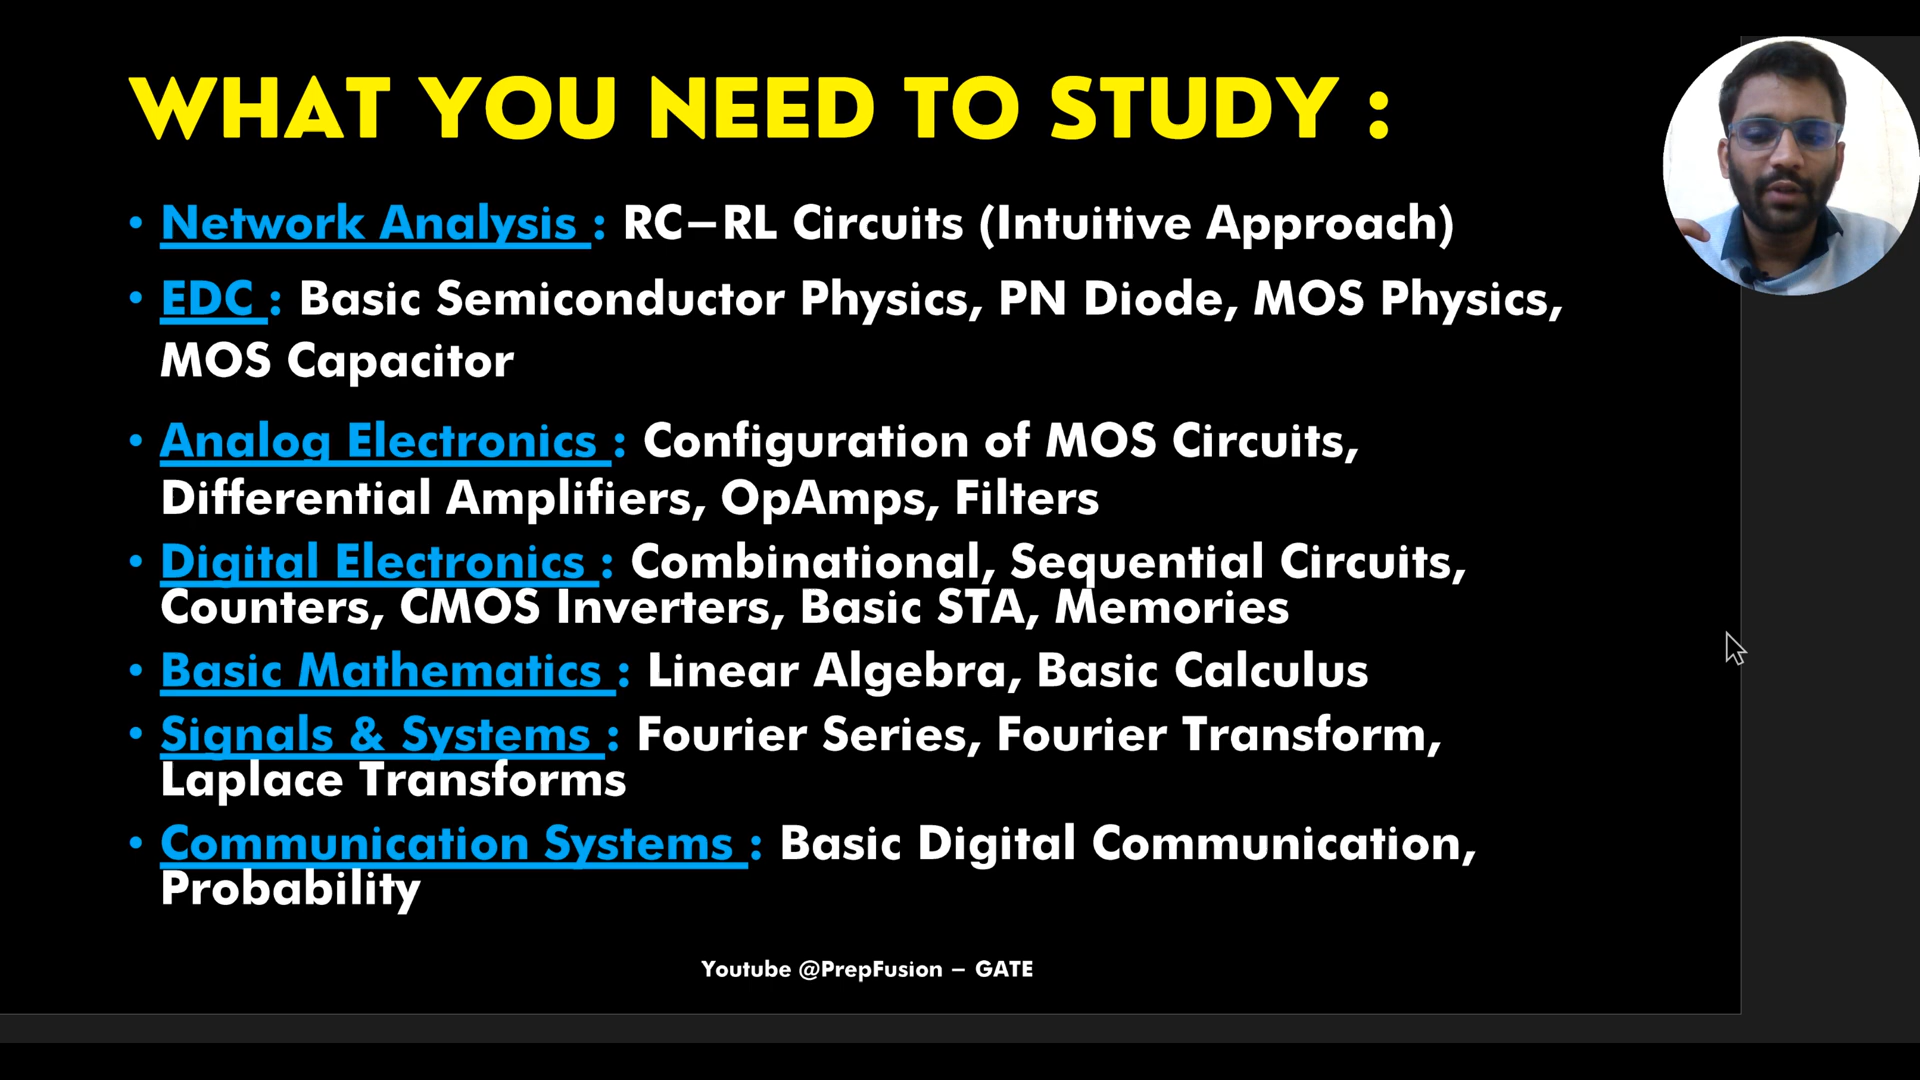 WHAT YOU NEED TO STUDY :
• Network Analysis : RC–RL Circuits (Intuitive Approach)
• EDC : Basic Semiconductor Physics, PN Diode, MOS Physics,
MOS Capacitor
• Analog Electronics : Configuration of MOS Circuits,
Differential Amplifiers, OpAmps, Filters
• Digital Electronics : Combinational, Sequential Circuits,
Counters, CMOS Inverters, Basic STA, Memories
• Basic Mathematics : Linear Algebra, Basic Calculus
• Signals & Systems : Fourier Series, Fourier Transform,
Laplace Transforms
• Communication Systems : Basic Digital Communication,
Probability
Youtube @PrepFusion – GATE